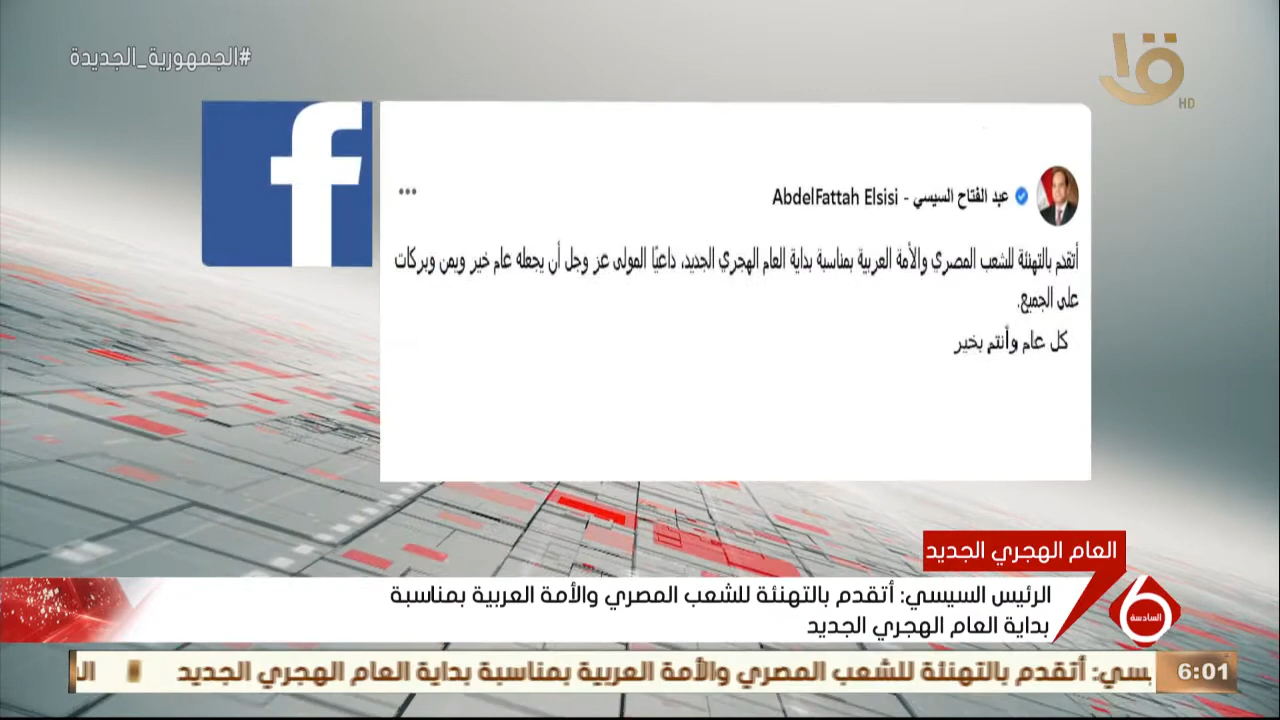 #الجمهورية_الجديدة
HD
عبد الفتاح السيسي - AbdelFattah Elsisi
أتقدم بالتهنئة للشعب المصري والأمة العربية بمناسبة بداية العام الهجري الجديد، داعيًا المولى عز وجل أن يجعله عام خير ويمن وبركات
على الجميع.
كل عام وأنتم بخير
العام الهجري الجديد
الرئيس السيسي: أتقدم بالتهنئة للشعب المصري والأمة العربية بمناسبة
بداية العام الهجري الجديد
6 السادسة
يسي: أتقدم بالتهنئة للشعب المصري والأمة العربية بمناسبة بداية العام الهجري الجديد
6:01